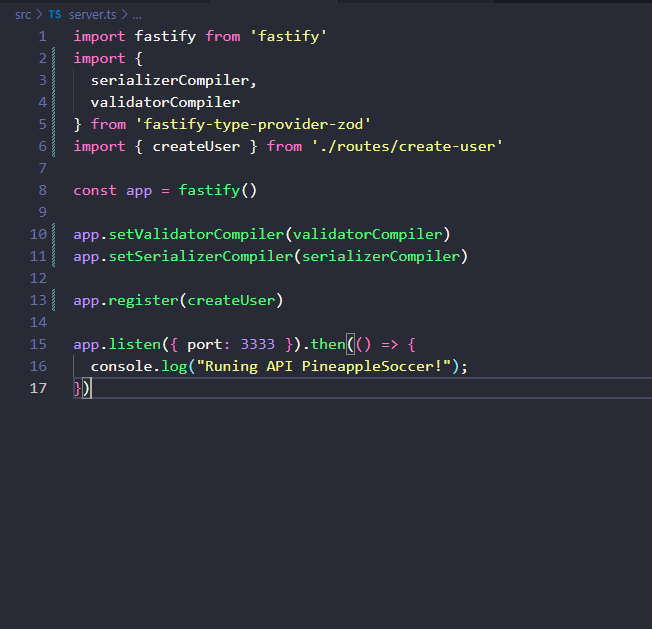 src > TS server.ts > ...
1 import fastify from 'fastify'
2 import {
3 serializerCompiler,
4 validatorCompiler
5 } from 'fastify-type-provider-zod'
6 import { createUser } from './routes/create-user'
7
8 const app = fastify()
9
10 app.setValidatorCompiler(validatorCompiler)
11 app.setSerializerCompiler(serializerCompiler)
12
13 app.register(createUser)
14
15 app.listen({ port: 3333 }).then(() => {
16 console.log("Runing API PineappleSoccer!");
17 })